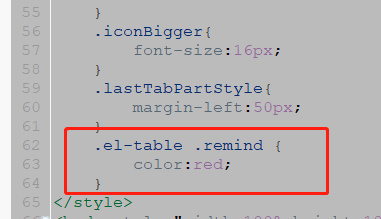 55 }
56 .iconBigger{
57 font-size:16px;
58 }
59 .lastTabPartStyle{
60 margin-left:50px;
61 }
62 .el-table .remind {
63 color:red;
64 }
65 </style>